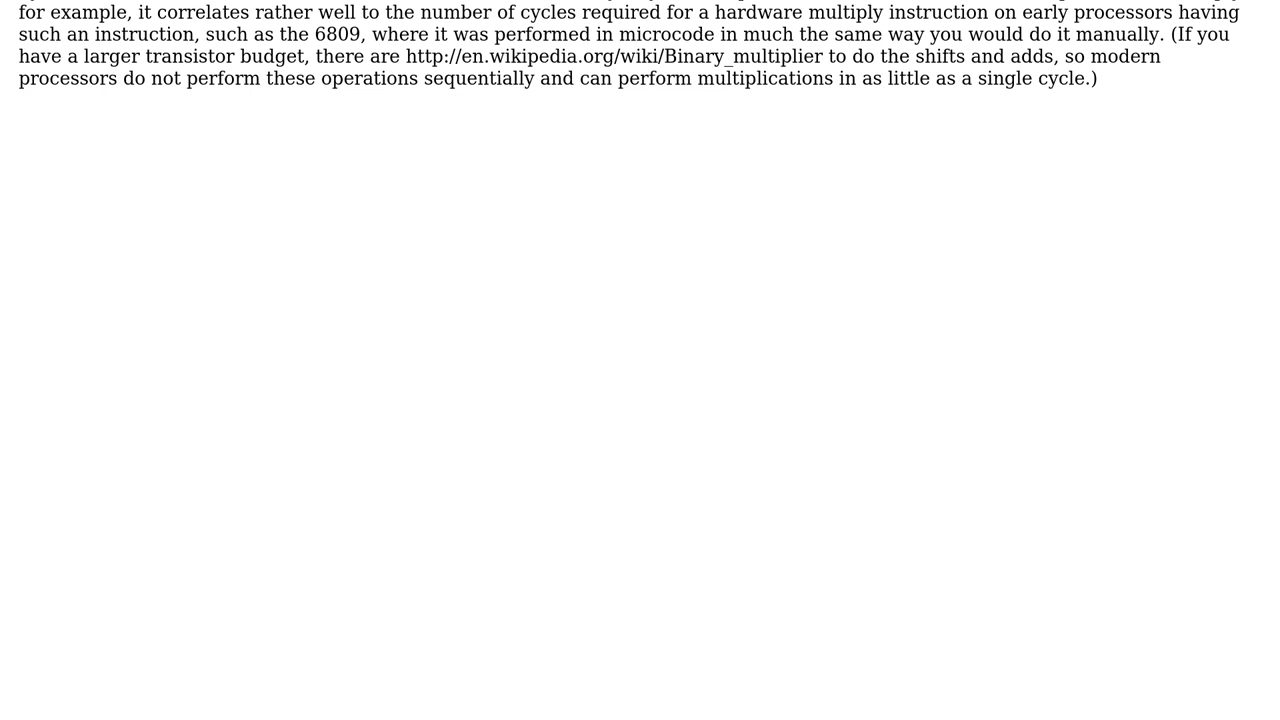 for example, it correlates rather well to the number of cycles required for a hardware multiply instruction on early processors having
such an instruction, such as the 6809, where it was performed in microcode in much the same way you would do it manually. (If you
have a larger transistor budget, there are http://en.wikipedia.org/wiki/Binary_multiplier to do the shifts and adds, so modern
processors do not perform these operations sequentially and can perform multiplications in as little as a single cycle.)